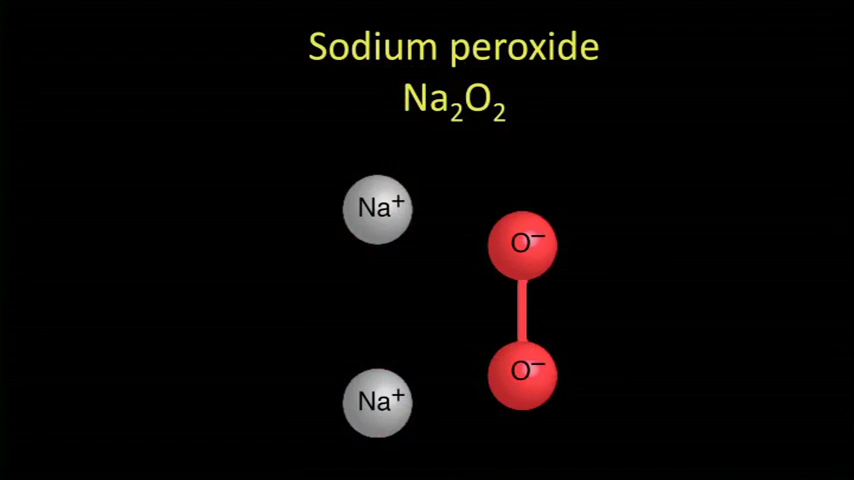 Sodium peroxide
Na₂O₂
Na⁺
O⁻
O⁻
Na⁺